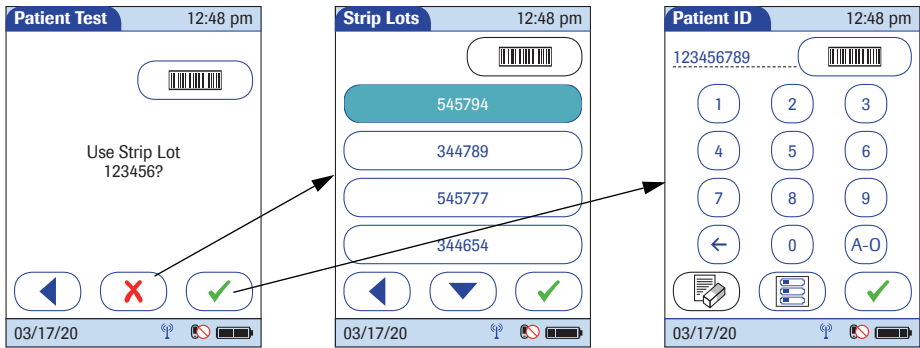 Patient Test 12:48 pm
Use Strip Lot
123456?
03/17/20
Strip Lots 12:48 pm
545794
344789
545777
344654
03/17/20
Patient ID 12:48 pm
123456789
1 2 3
4 5 6
7 8 9
0 A-O
03/17/20